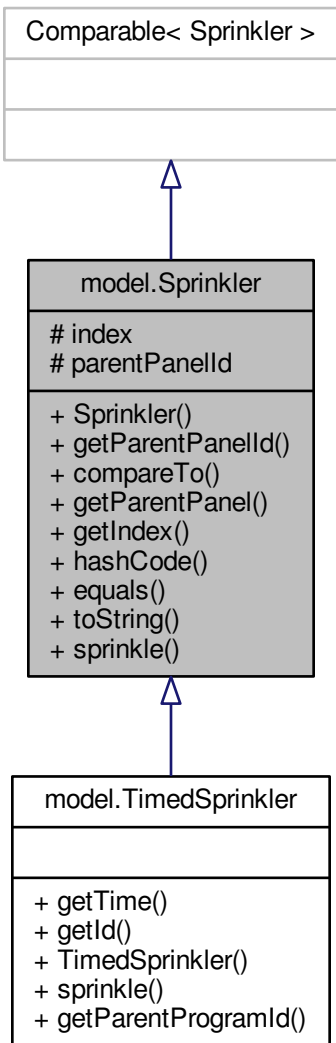 Comparable< Sprinkler >
model.Sprinkler
# index
# parentPanelId
+ Sprinkler()
+ getParentPanelId()
+ compareTo()
+ getParentPanel()
+ getIndex()
+ hashCode()
+ equals()
+ toString()
+ sprinkle()
model.TimedSprinkler
+ getTime()
+ getId()
+ TimedSprinkler()
+ sprinkle()
+ getParentProgramId()